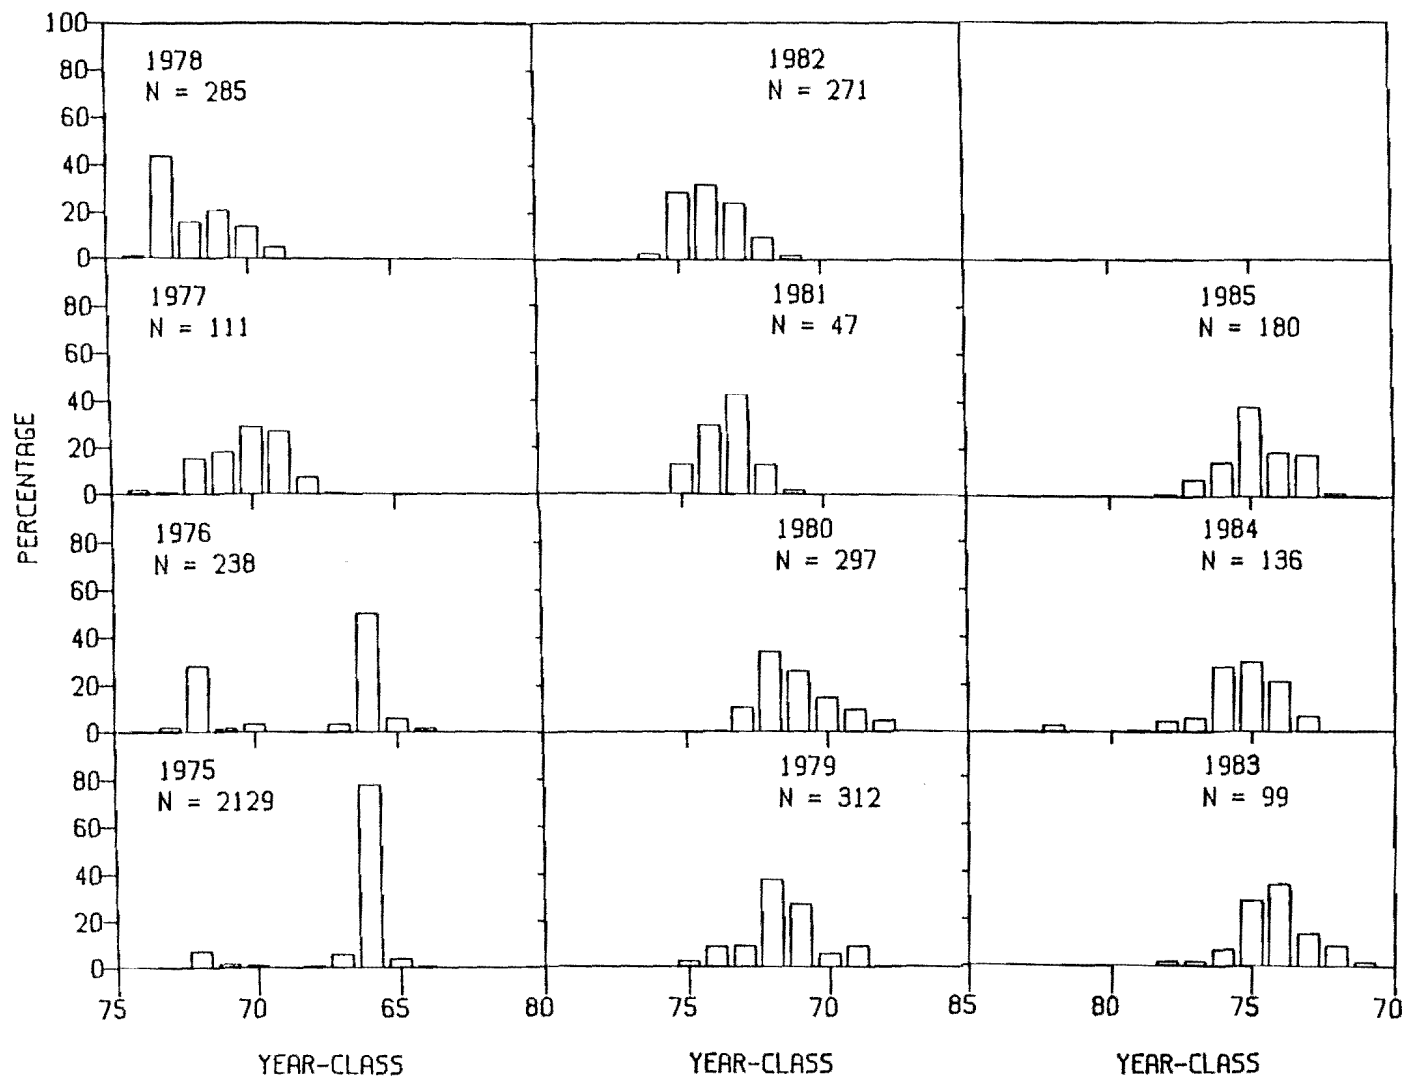 100
80
60
40
20
0
1978
N = 285
1982
N = 271
80
60
40
20
0
1977
N = 111
1981
N = 47
1985
N = 180
80
60
40
20
0
1976
N = 238
1980
N = 297
1984
N = 136
80
60
40
20
0
1975
N = 2129
1979
N = 312
1983
N = 99
PERCENTAGE
75 70 65 80 75 70 85 80 75 70
YEAR-CLASS YEAR-CLASS YEAR-CLASS